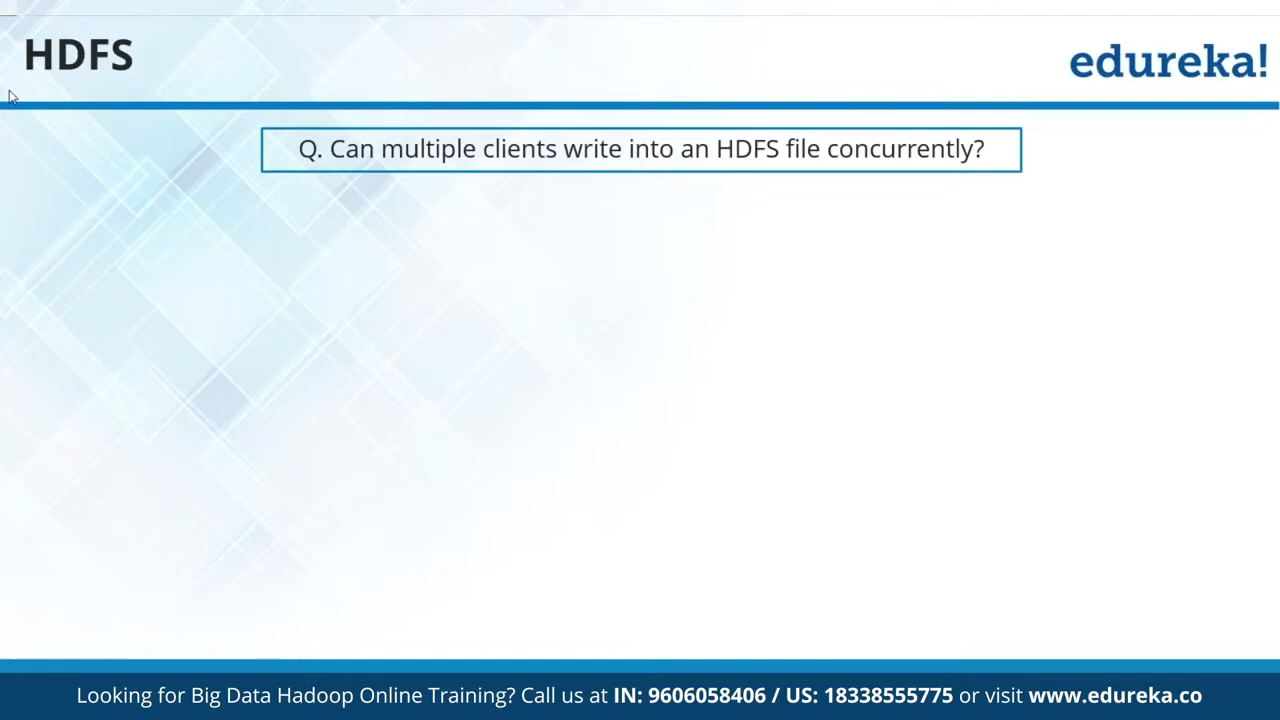 HDFS
edureka!
Q. Can multiple clients write into an HDFS file concurrently?
Looking for Big Data Hadoop Online Training? Call us at IN: 9606058406 / US: 18338555775 or visit www.edureka.co